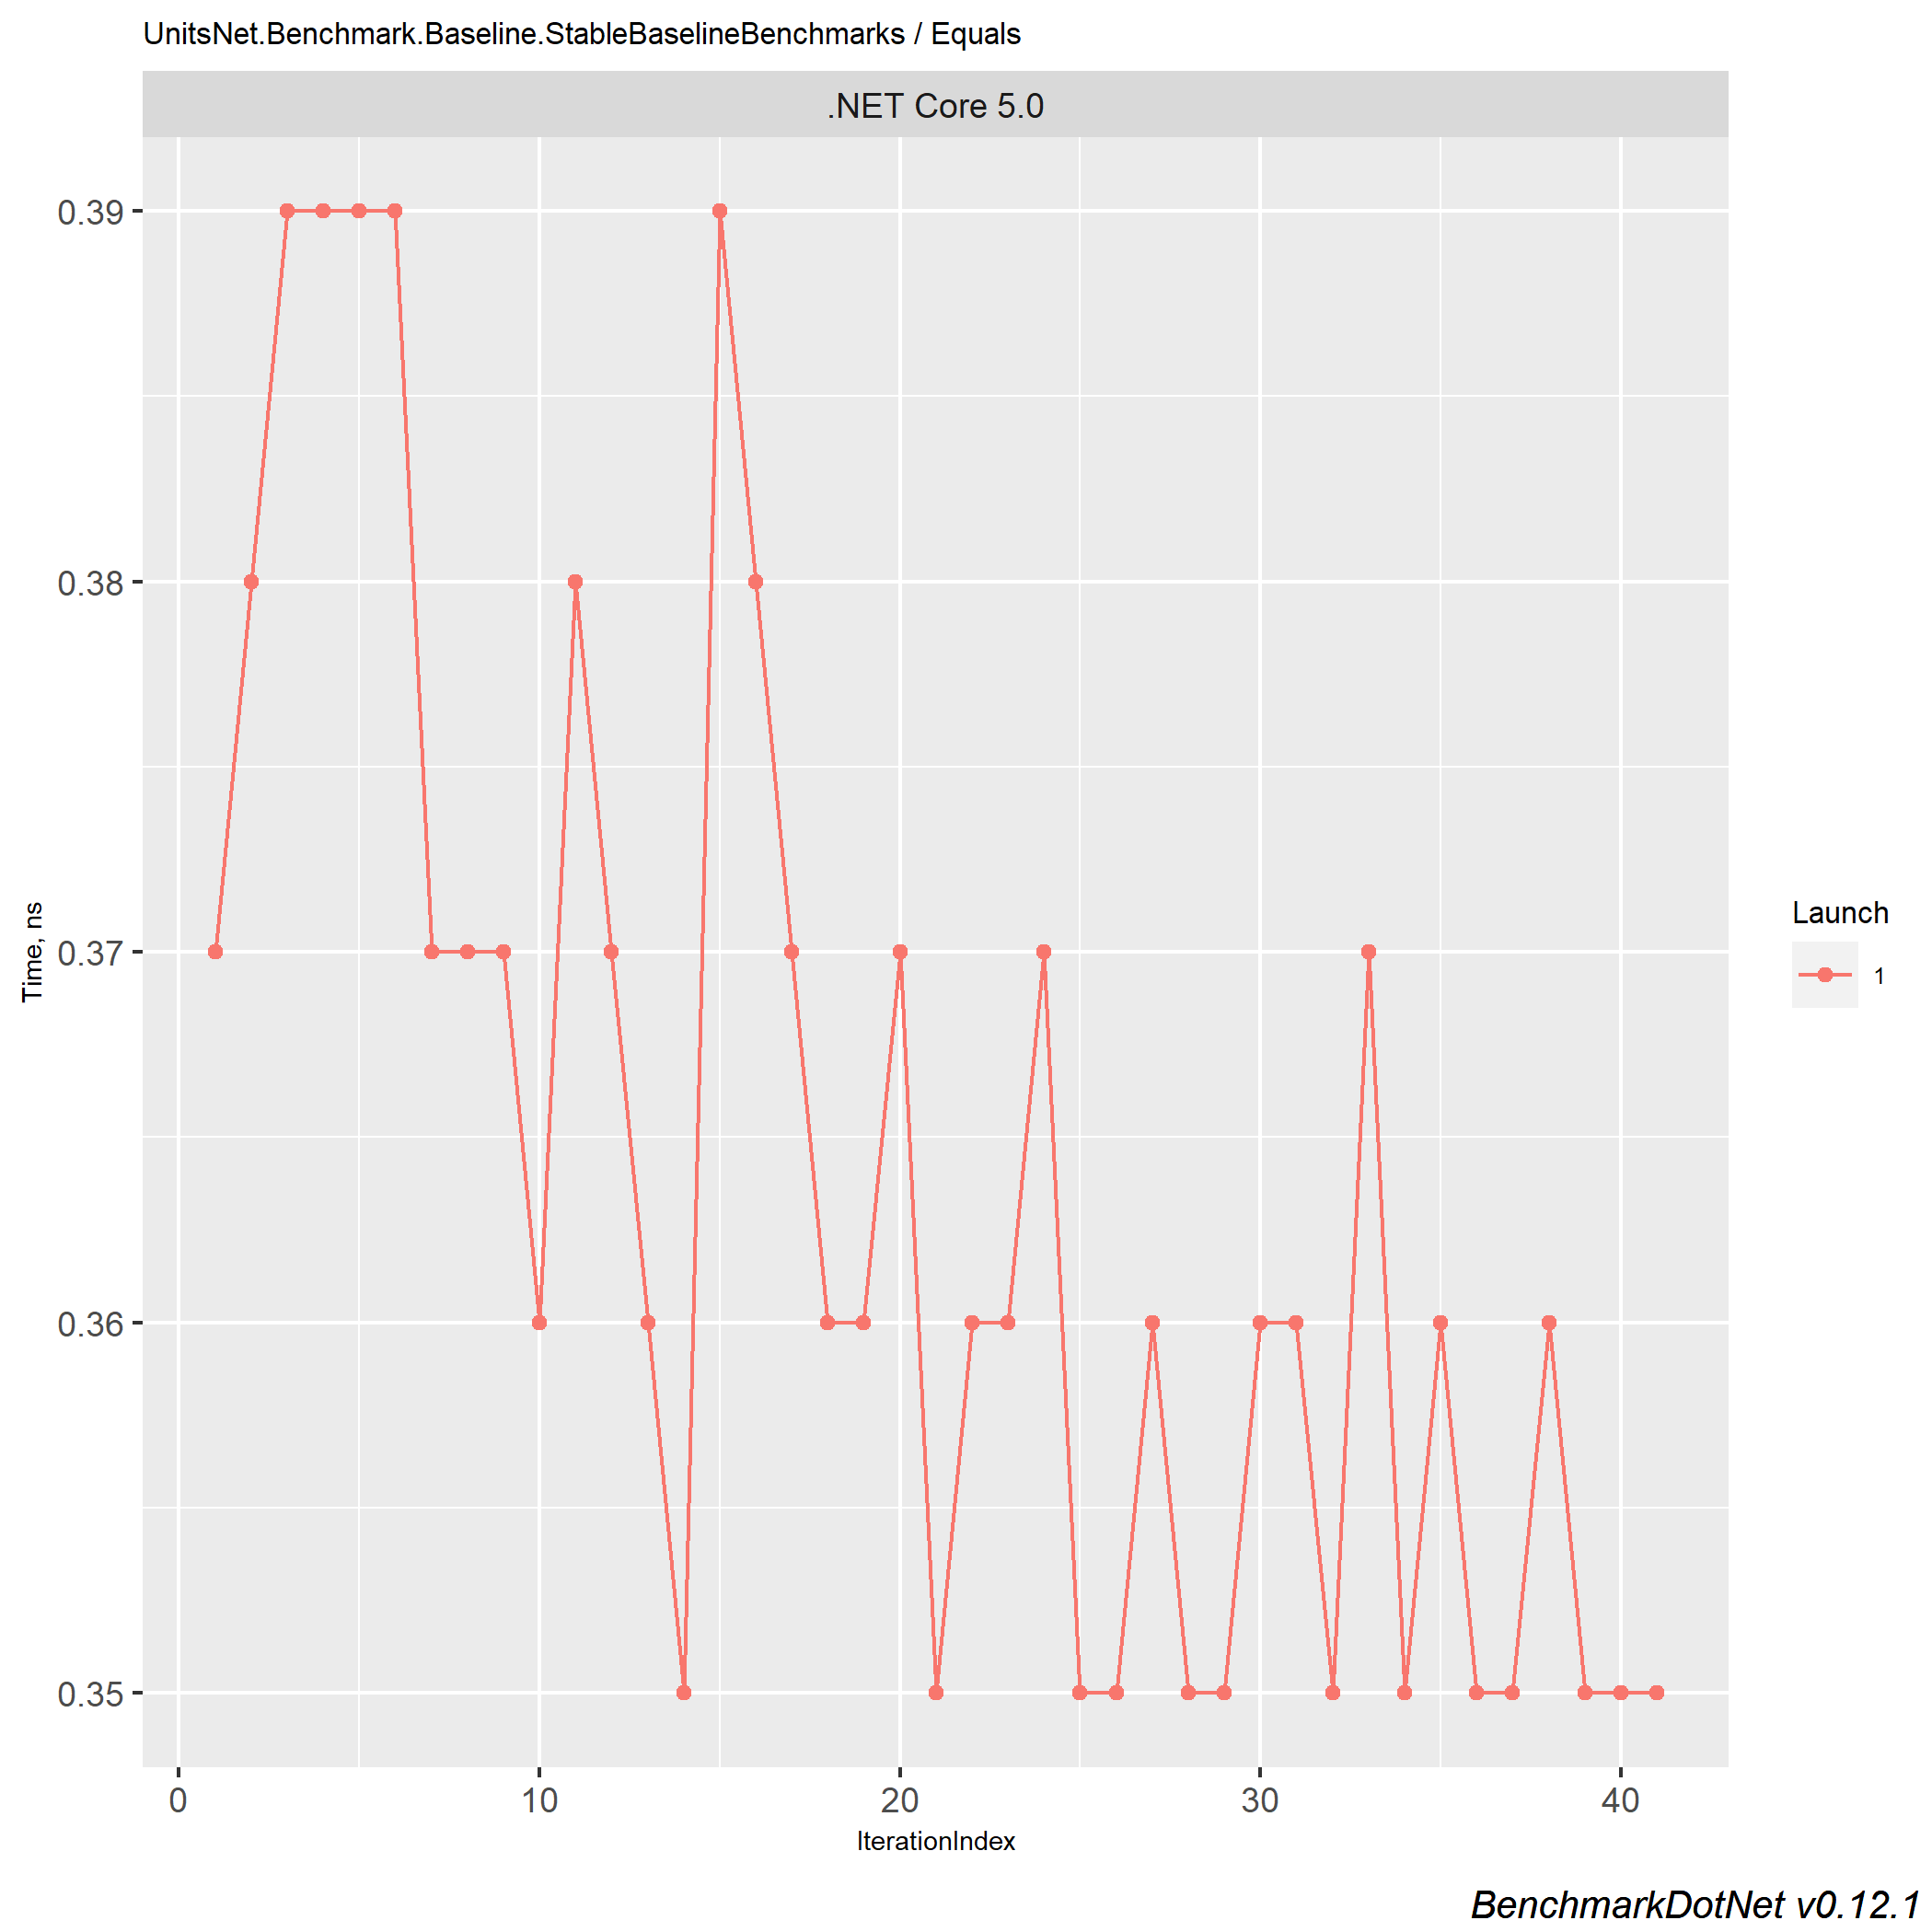 UnitsNet.Benchmark.Baseline.StableBaselineBenchmarks / Equals
.NET Core 5.0
0.39
0.38
0.37
0.36
0.35
Time, ns
0 10 20 30 40
IterationIndex
Launch
1
BenchmarkDotNet v0.12.1